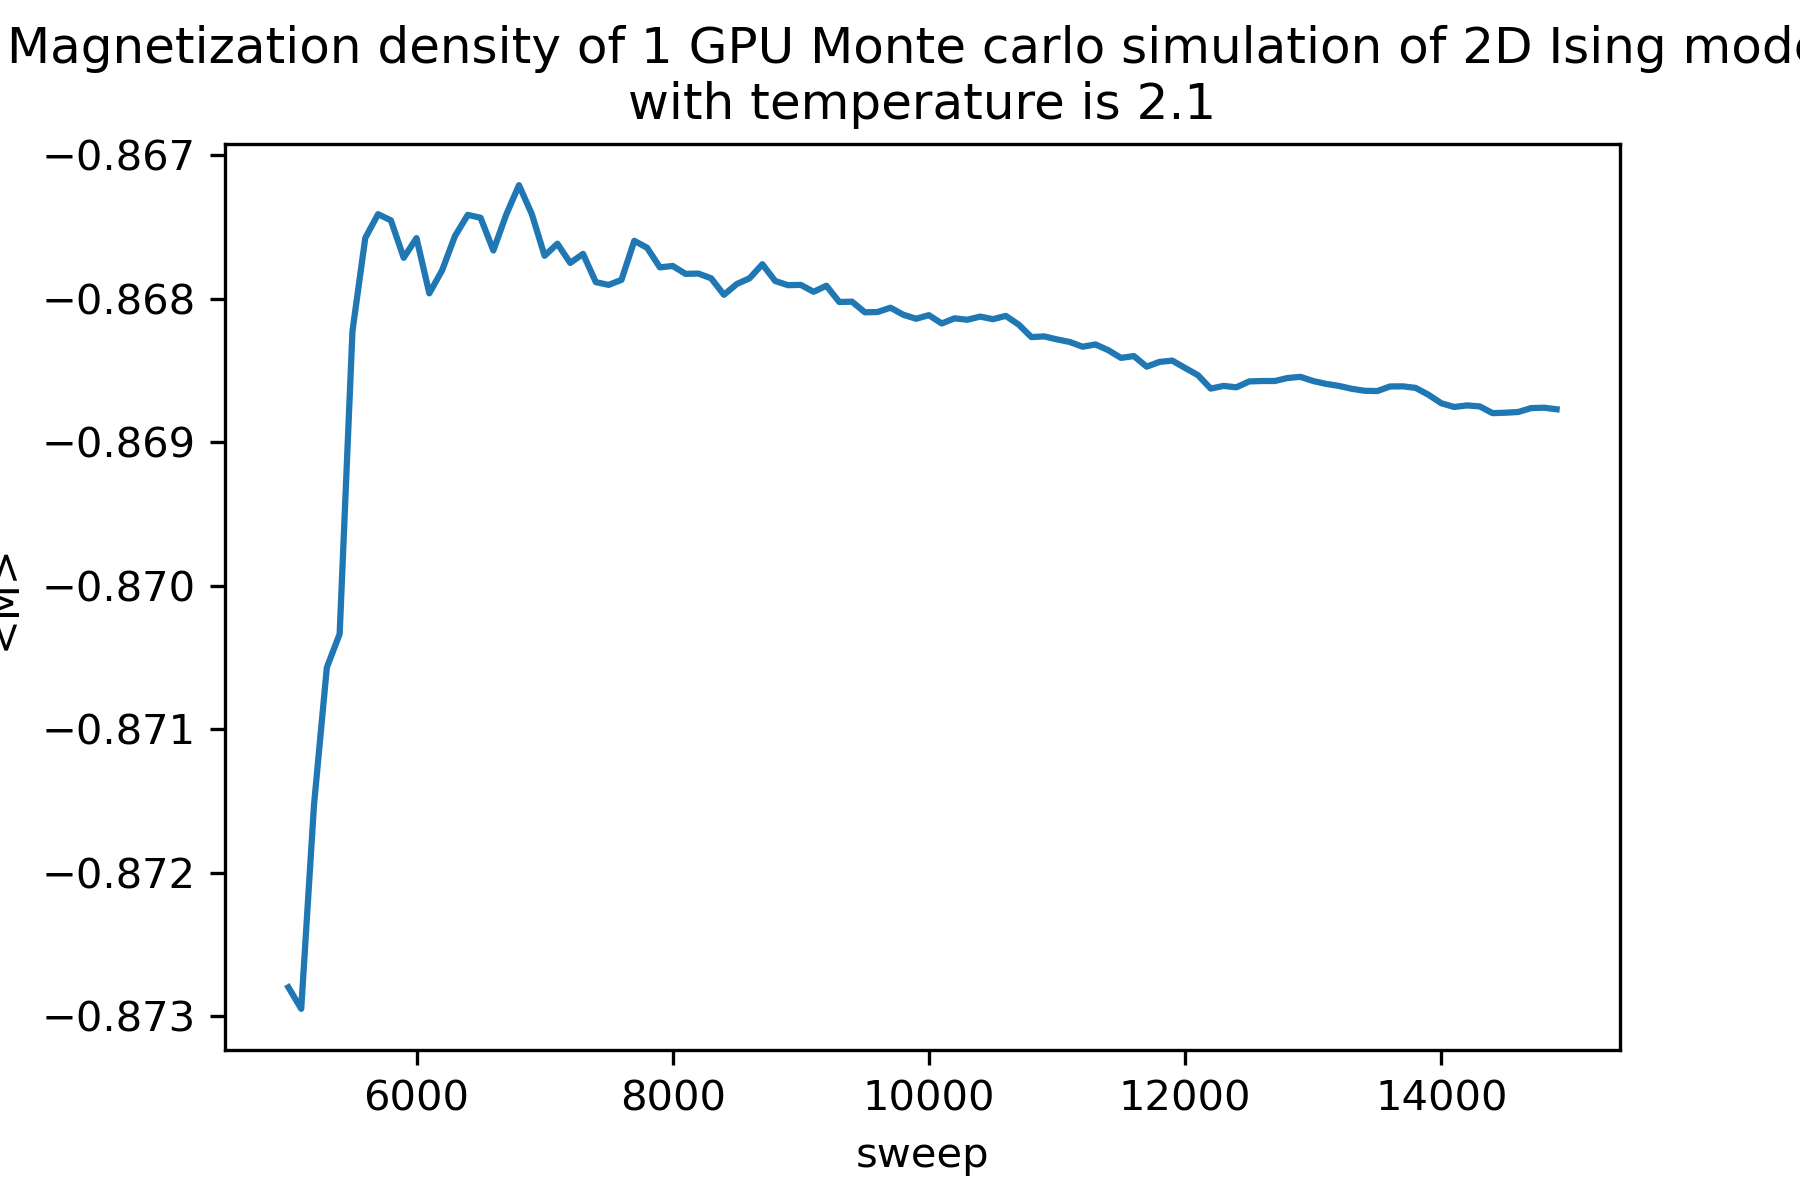 Magnetization density of 1 GPU Monte carlo simulation of 2D Ising
with temperature is 2.1
−0.867
−0.868
−0.869
−0.870
−0.871
−0.872
−0.873
<M>
6000 8000 10000 12000 14000
sweep